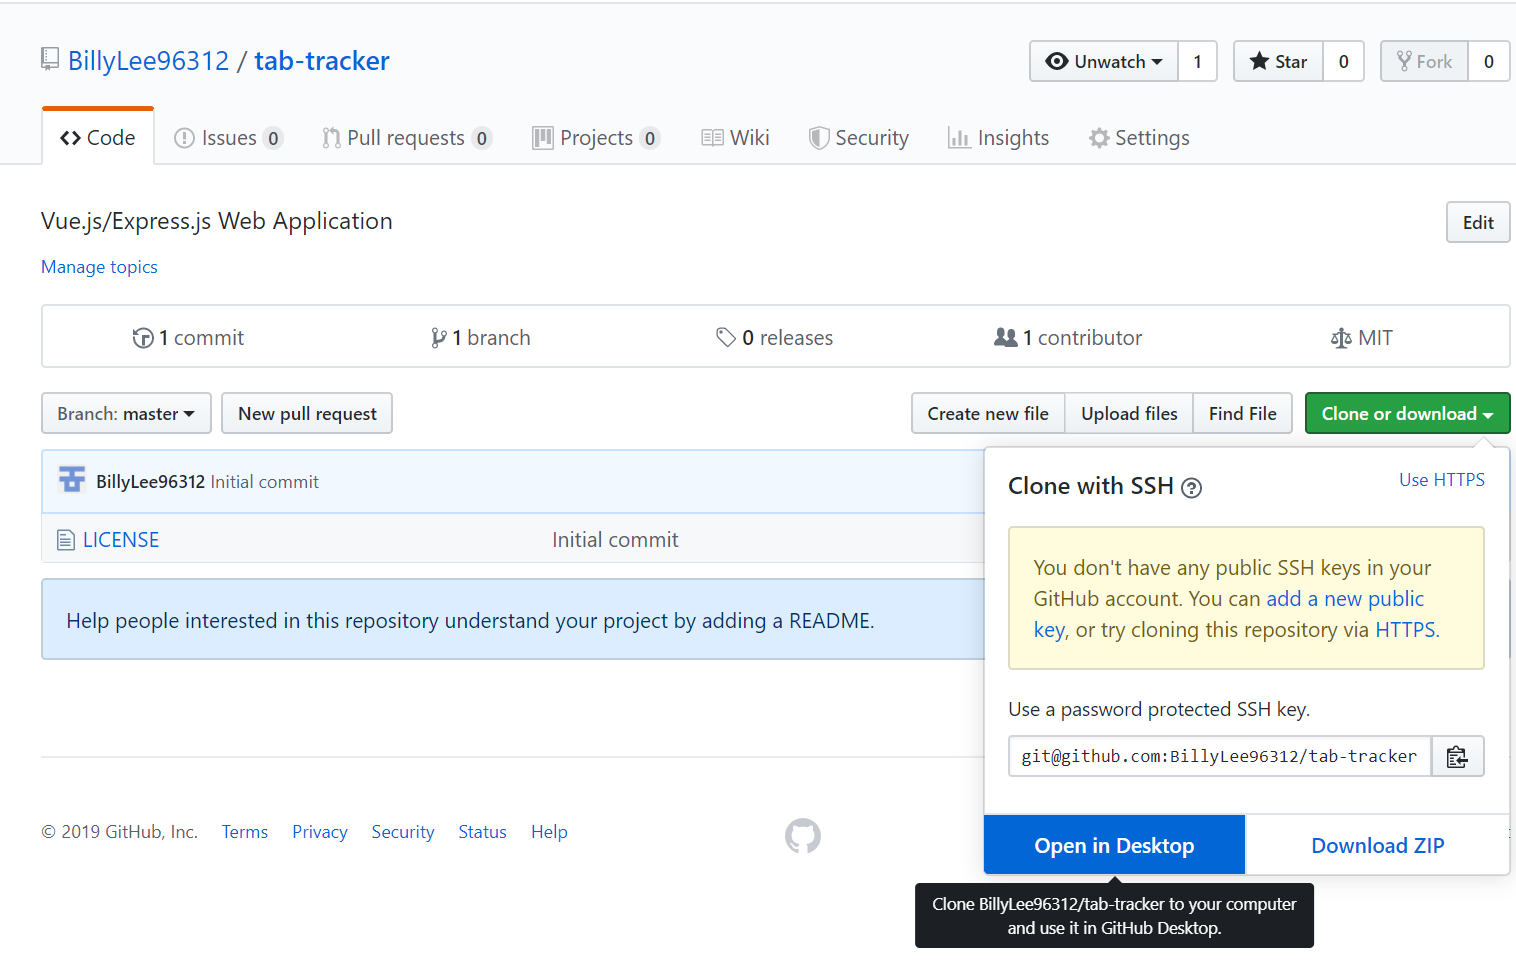 BillyLee96312 / tab-tracker
Unwatch 1 Star 0 Fork 0
Code Issues 0 Pull requests 0 Projects 0 Wiki Security Insights Settings
Vue.js/Express.js Web Application
Edit
Manage topics
1 commit 1 branch 0 releases 1 contributor MIT
Branch: master New pull request Create new file Upload files Find File Clone or download
BillyLee96312 Initial commit
LICENSE Initial commit
Help people interested in this repository understand your project by adding a README.
Clone with SSH ?
Use HTTPS
You don't have any public SSH keys in your
GitHub account. You can add a new public
key, or try cloning this repository via HTTPS.
Use a password protected SSH key.
git@github.com:BillyLee96312/tab-tracker
Open in Desktop Download ZIP
Clone BillyLee96312/tab-tracker to your computer
and use it in GitHub Desktop.
© 2019 GitHub, Inc. Terms Privacy Security Status Help